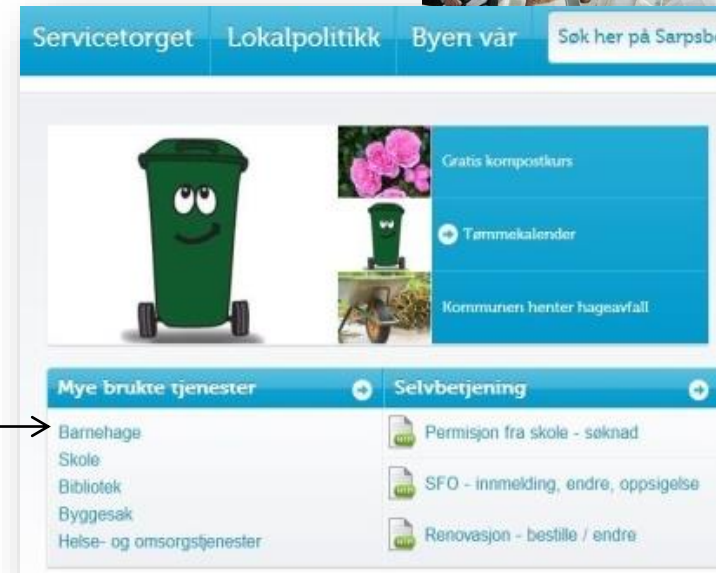 Servicetorget Lokalpolitikk Byen vår Søk her på Sarpsb
Gratis kompostkurs
Tømmekalender
Kommunen henter hageavfall
Mye brukte tjenester
Barnehage
Skole
Bibliotek
Byggesak
Helse- og omsorgstjenester
Selvbetjening
Permisjon fra skole - søknad
SFO - innmelding, endre, oppsigelse
Renovasjon - bestille / endre